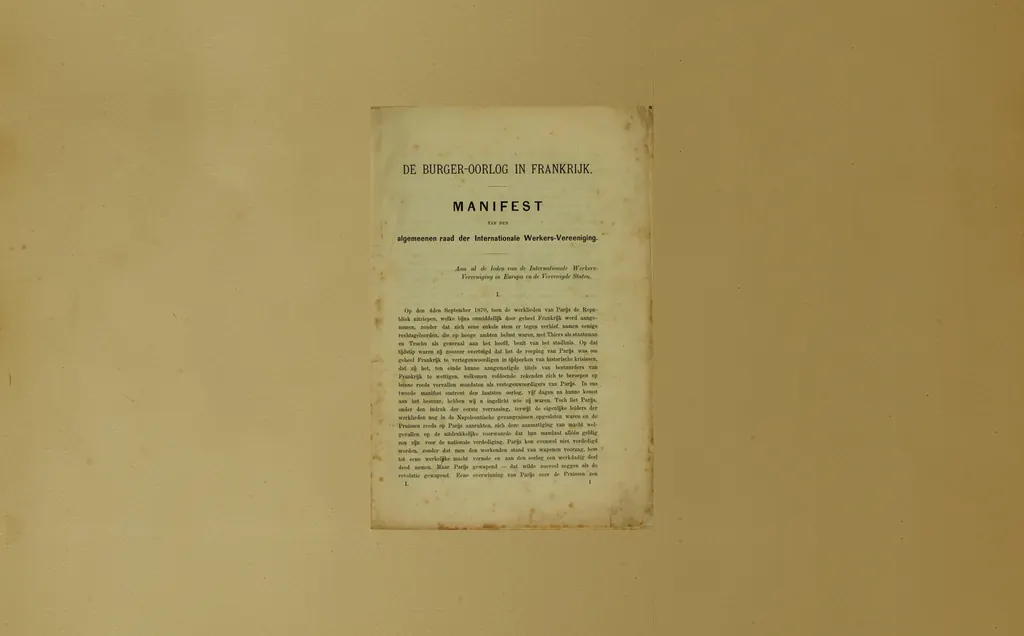 DE BURGER-OORLOG IN FRANKRIJK.
MANIFEST
VAN DEN
algemeenen raad der Internationale Werkers-Vereeniging.
Aan al de leden van de Internationale Werkers-
Vereeniging in Europa en de Vereenigde Staten.
I.
Op den 4den September 1870, toen de werklieden van Parijs de Repu-
bliek uitriepen, welke bijna onmiddellijk door geheel Frankrijk werd aange-
nomen, zonder dat zich eene enkele stem er tegen verhief, namen eenige
rechtsgeleerden, die op hooge ambten belust waren, met Thiers als staatsman
en Trochu als generaal aan het hoofd, bezit van het stadhuis. Op dat
tijdstip waren zij zoozeer overtuigd dat het de roeping van Parijs was om
geheel Frankrijk te vertegenwoordigen in tijdperken van historische krisissen,
dat zij het, ten einde hunne aangematigde titels van bestuurders van
Frankrijk te wettigen, volkomen voldoende rekenden zich te beroepen op
hunne reeds vervallen mandaten als vertegenwoordigers van Parijs. In ons
tweede manifest omtrent den laatsten oorlog, vijf dagen na hunne komst
aan het bestuur, hebben wij u ingelicht wie zij waren. Toch liet Parijs,
onder den indruk der eerste verrassing, terwijl de eigenlijke leiders der
werklieden nog in de Napoleontische gevangenissen opgesloten waren en de
Pruissen reeds op Parijs aanrukten, zich deze aanmatiging van macht wel-
gevallen op de uitdrukkelijke voorwaarde dat hun mandaat alléén geldig
zou zijn voor de nationale verdediging. Parijs kon evenwel niet verdedigd
worden, zonder dat men den werkenden stand van wapenen voorzag, hem
tot eene werkelijke macht vormde en aan den oorlog een werkdadig deel
deed nemen. Maar Parijs gewapend — dat wilde zooveel zeggen als de
revolutie gewapend. Eene overwinning van Parijs over de Pruissen zou
I. 1